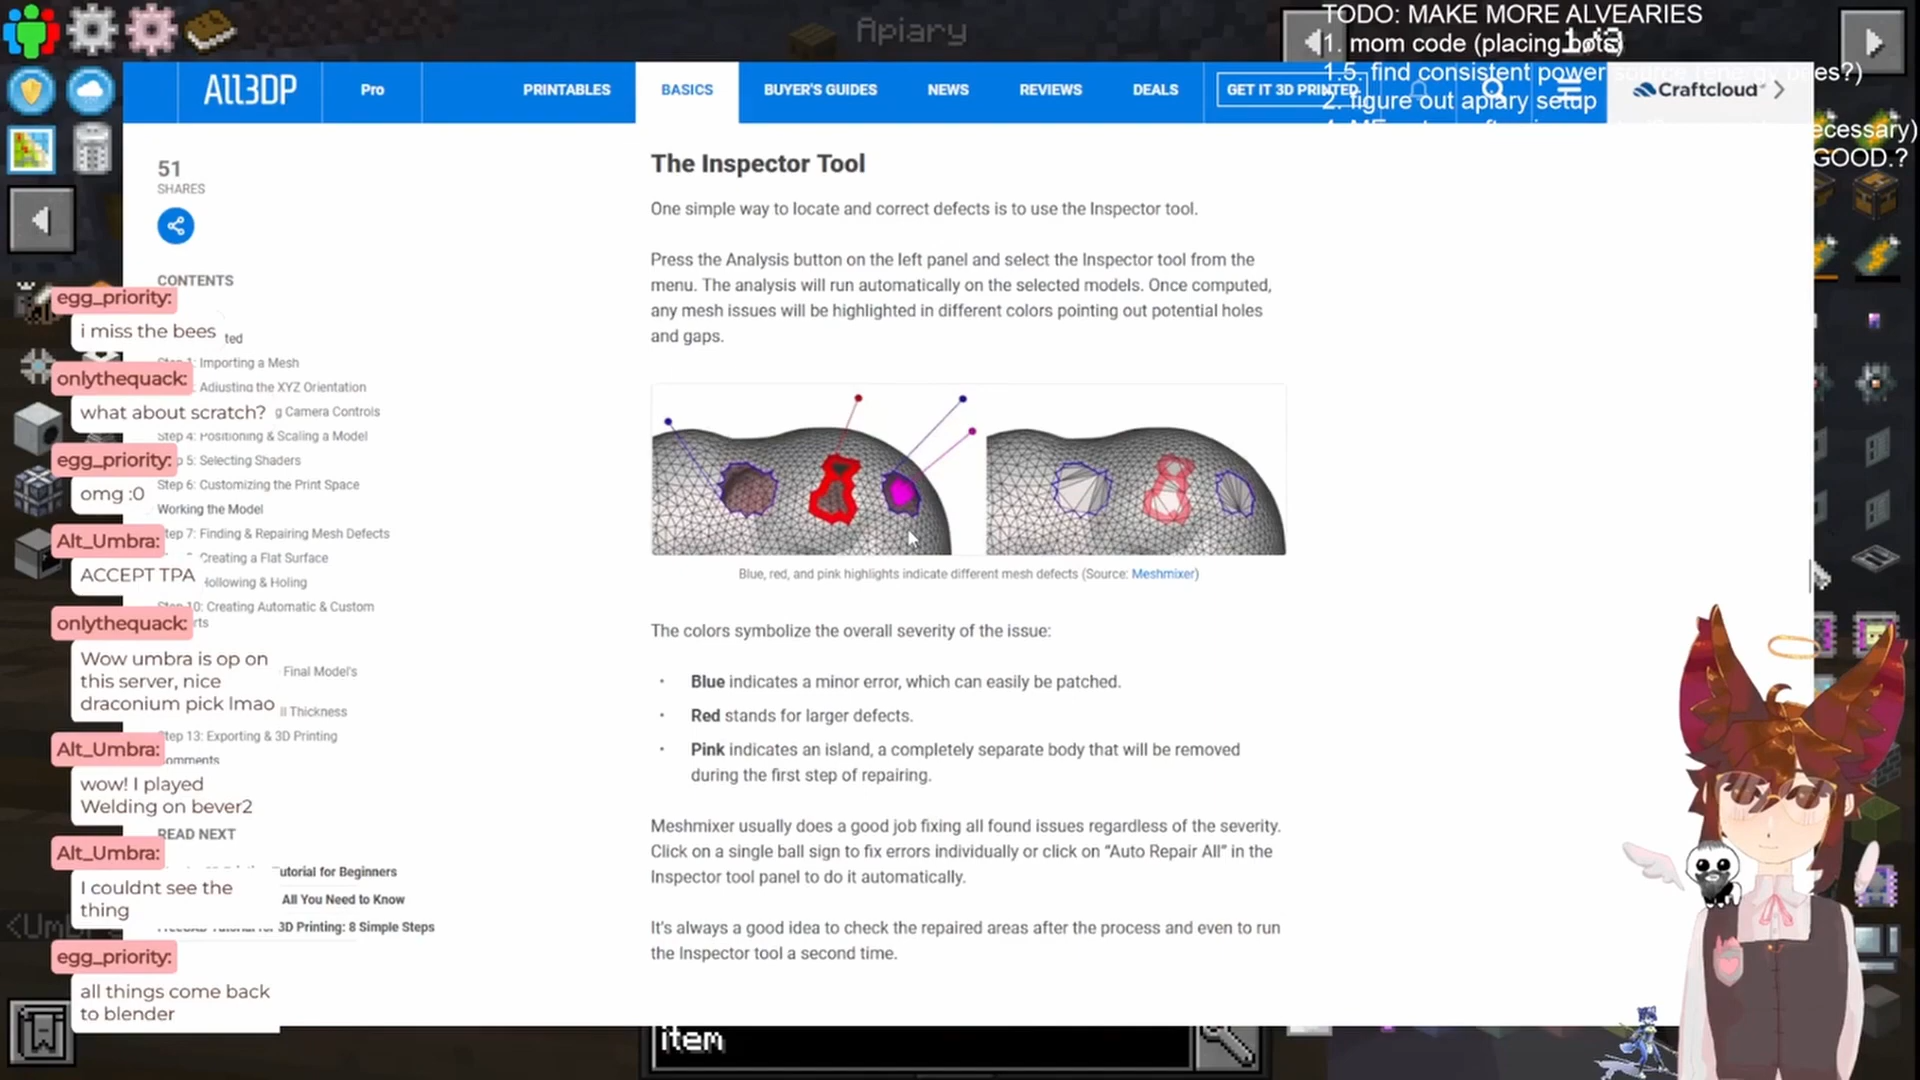 Apiary
TODO: MAKE MORE ALVEARIES
1. mom code (placing bots)
1.5. find consistent power source (energy bees?)
2. figure out apiary setup
ecessary)
GOOD.?
ALL3DP
Pro
PRINTABLES
BASICS
BUYER'S GUIDES
NEWS
REVIEWS
DEALS
GET IT 3D PRINTED
Craftcloud
51
SHARES
CONTENTS
ted
Step 1: Importing a Mesh
Adjusting the XYZ Orientation
g Camera Controls
Step 4: Positioning & Scaling a Model
p 5: Selecting Shaders
Step 6: Customizing the Print Space
Working the Model
tep 7: Finding & Repairing Mesh Defects
Creating a Flat Surface
Hollowing & Holing
Step 10: Creating Automatic & Custom
rts
Final Model's
ll Thickness
tep 13: Exporting & 3D Printing
omments
READ NEXT
utorial for Beginners
All You Need to Know
3D Printing: 8 Simple Steps
egg_priority:
i miss the bees
onlythequack:
what about scratch?
egg_priority:
omg :0
Alt_Umbra:
ACCEPT TPA
onlythequack:
Wow umbra is op on
this server, nice
draconium pick lmao
Alt_Umbra:
wow! I played
Welding on bever2
Alt_Umbra:
I couldnt see the
thing
egg_priority:
all things come back
to blender
The Inspector Tool
One simple way to locate and correct defects is to use the Inspector tool.
Press the Analysis button on the left panel and select the Inspector tool from the
menu. The analysis will run automatically on the selected models. Once computed,
any mesh issues will be highlighted in different colors pointing out potential holes
and gaps.
Blue, red, and pink highlights indicate different mesh defects (Source: Meshmixer)
The colors symbolize the overall severity of the issue:
· Blue indicates a minor error, which can easily be patched.
· Red stands for larger defects.
· Pink indicates an island, a completely separate body that will be removed
during the first step of repairing.
Meshmixer usually does a good job fixing all found issues regardless of the severity.
Click on a single ball sign to fix errors individually or click on “Auto Repair All” in the
Inspector tool panel to do it automatically.
It's always a good idea to check the repaired areas after the process and even to run
the Inspector tool a second time.
<Umb
item